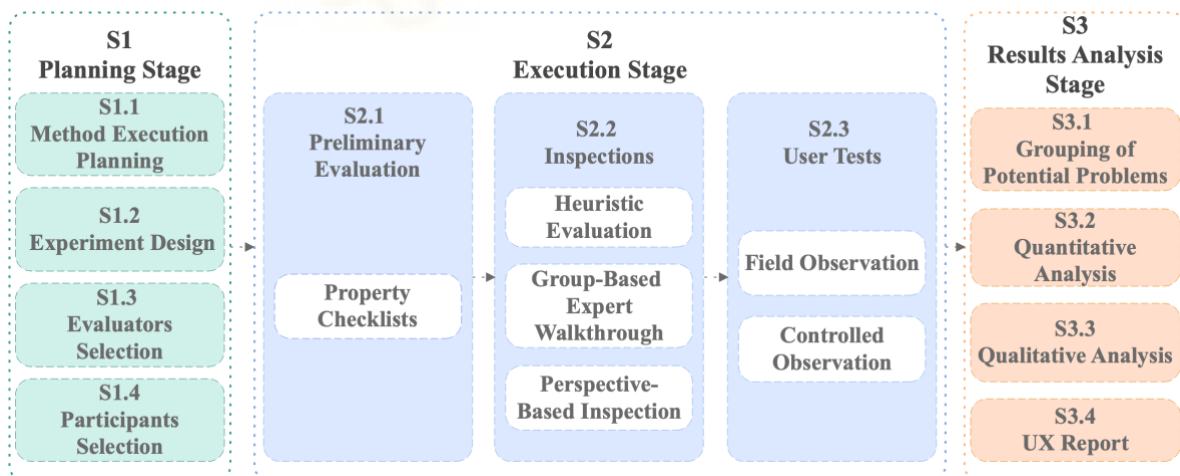 S1
Planning Stage
S1.1
Method Execution
Planning
S1.2
Experiment Design
S1.3
Evaluators
Selection
S1.4
Participants
Selection
S2
Execution Stage
S2.1
Preliminary
Evaluation
Property
Checklists
S2.2
Inspections
Heuristic
Evaluation
Group-Based
Expert
Walkthrough
Perspective-
Based Inspection
S2.3
User Tests
Field Observation
Controlled
Observation
S3
Results Analysis
Stage
S3.1
Grouping of
Potential Problems
S3.2
Quantitative
Analysis
S3.3
Qualitative Analysis
S3.4
UX Report